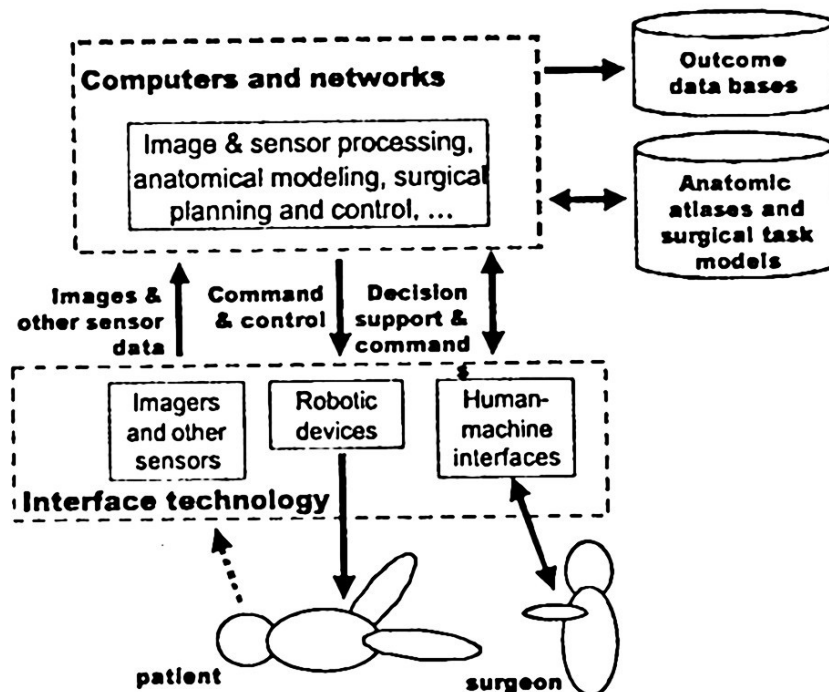 Computers and networks
Image & sensor processing,
anatomical modeling, surgical
planning and control, ...
Outcome
data bases
Anatomic
atlases and
surgical task
models
Images &
other sensor
data
Command
& control
Decision
support &
command
Imagers
and other
sensors
Robotic
devices
Human-
machine
interfaces
Interface technology
patient
surgeon